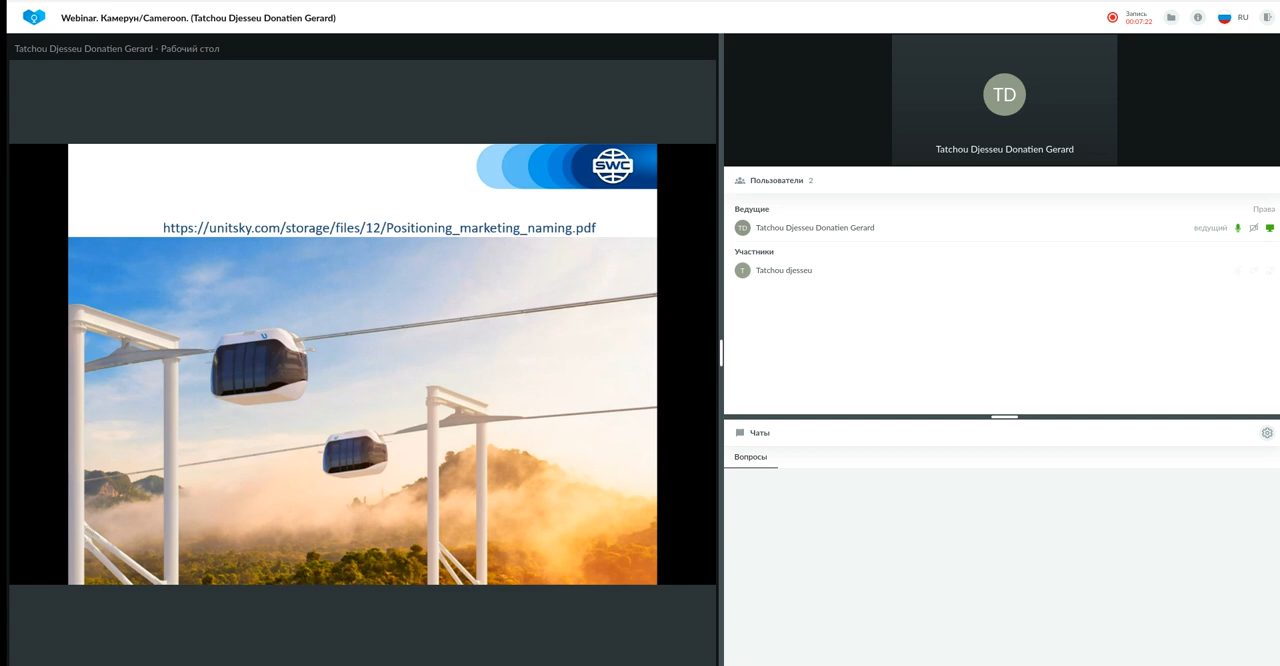 Webinar. Камерун/Cameroon. (Tatchou Djesseu Donatien Gerard)
Запись
00:07:22
RU
Tatchou Djesseu Donatien Gerard - Рабочий стол
SWC
https://unitsky.com/storage/files/12/Positioning_marketing_naming.pdf
TD
Tatchou Djesseu Donatien Gerard
Пользователи 2
Ведущие Права
TD Tatchou Djesseu Donatien Gerard ведущий
Участники
T Tatchou djesseu
Чаты
Вопросы